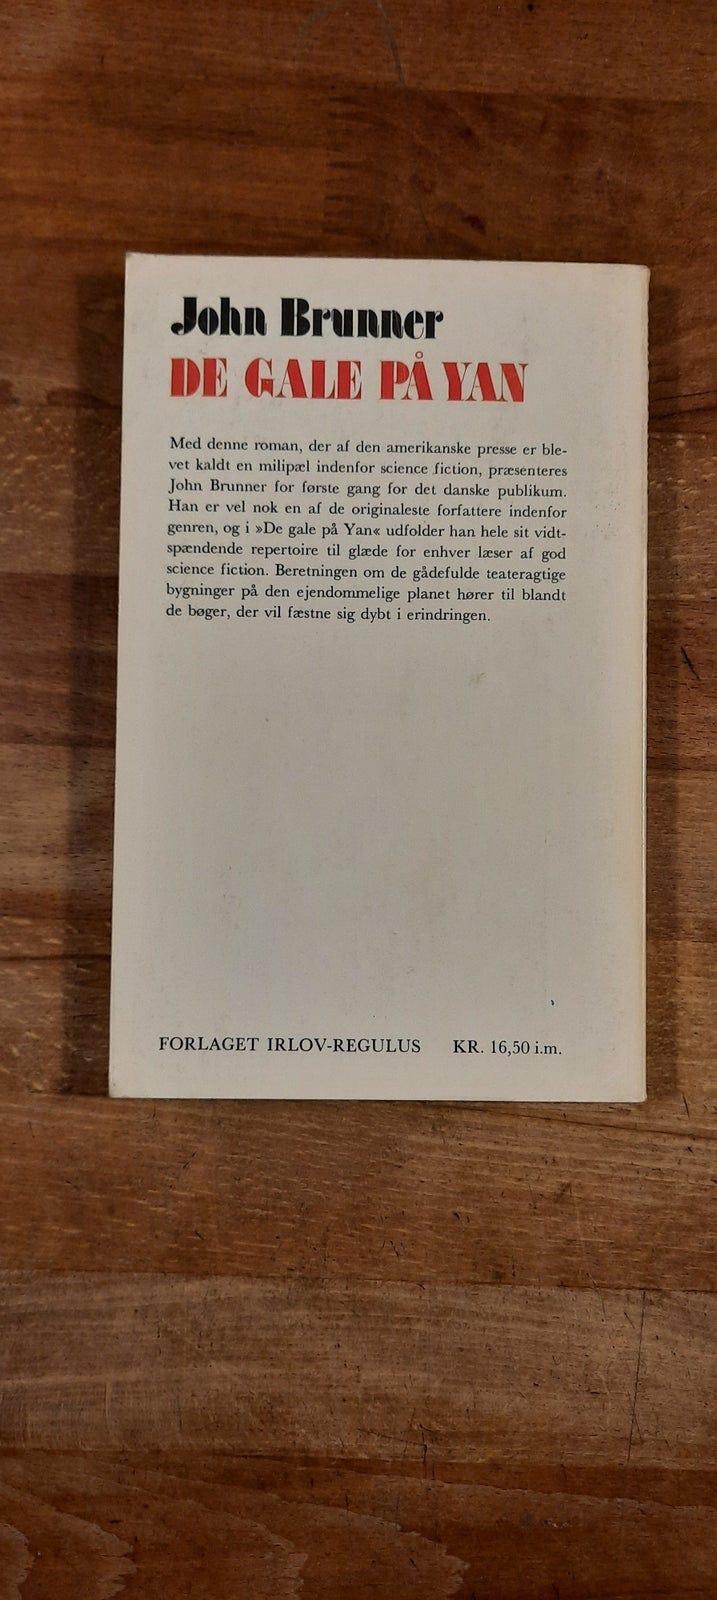 John Brunner
DE GALE PÅ YAN
Med denne roman, der af den amerikanske presse er ble-
vet kaldt en milipæl indenfor science fiction, præsenteres
John Brunner for første gang for det danske publikum.
Han er vel nok en af de originaleste forfattere indenfor
genren, og i »De gale på Yan« udfolder han hele sit vidt-
spændende repertoire til glæde for enhver læser af god
science fiction. Beretningen om de gådefulde teateragtige
bygninger på den ejendommelige planet hører til blandt
de bøger, der vil fæstne sig dybt i erindringen.
FORLAGET IRLOV-REGULUS KR. 16,50 i.m.